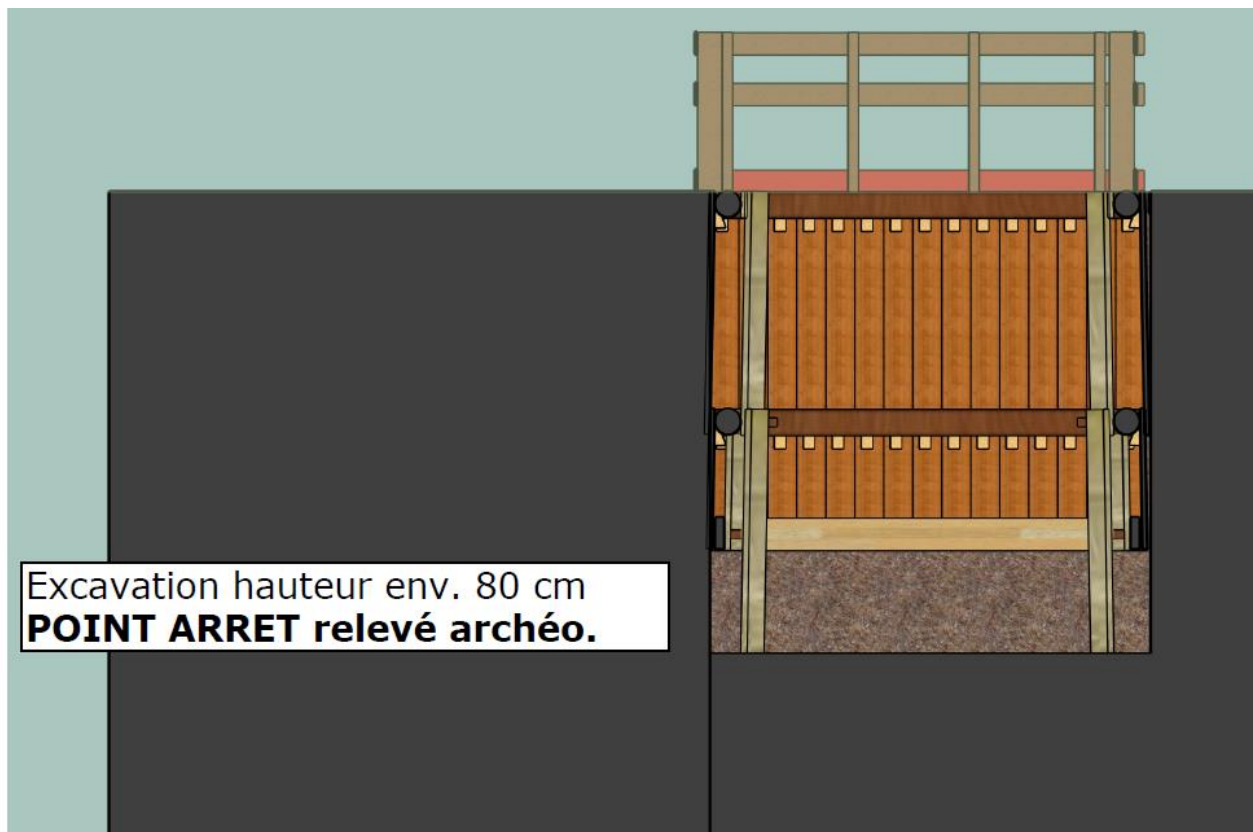 Excavation hauteur env. 80 cm
POINT ARRET relevé archéo.